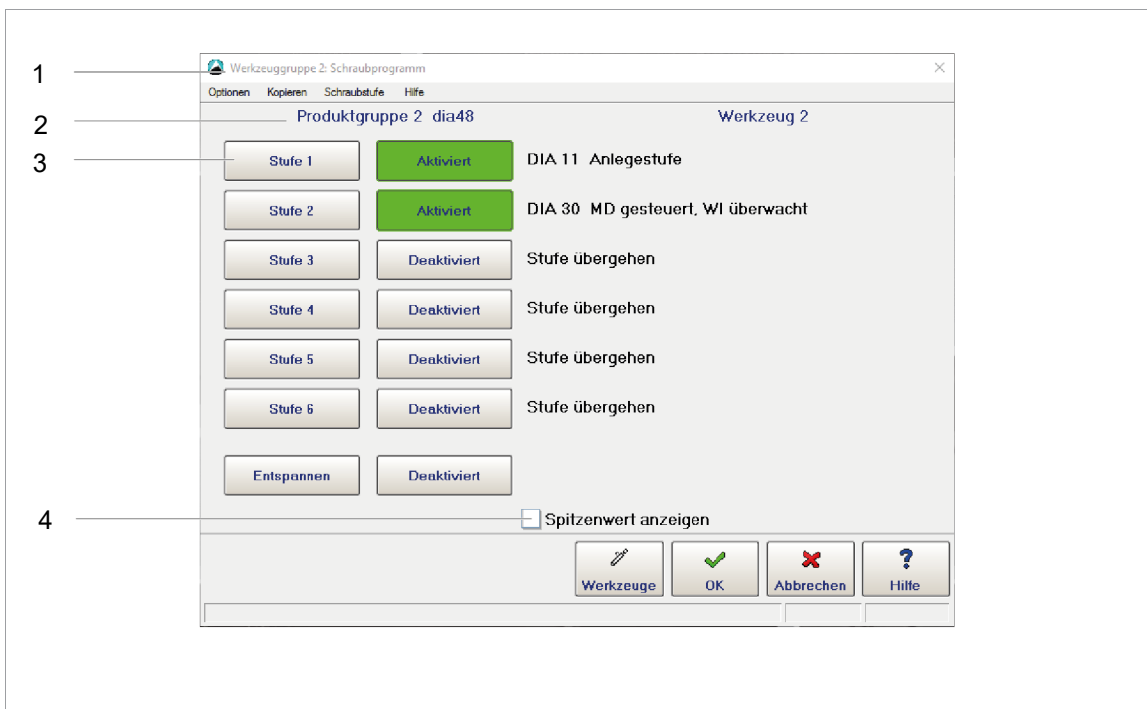 1
Werkzeuggruppe 2: Schraubprogramm
Optionen Kopieren Schraubstufe Hilfe
2
Produktgruppe 2 dia48 Werkzeug 2
3
Stufe 1 Aktiviert DIA 11 Anlegestufe
Stufe 2 Aktiviert DIA 30 MD gesteuert, WI überwacht
Stufe 3 Deaktiviert Stufe übergehen
Stufe 4 Deaktiviert Stufe übergehen
Stufe 5 Deaktiviert Stufe übergehen
Stufe 6 Deaktiviert Stufe übergehen
Entspannen Deaktiviert
4
Spitzenwert anzeigen
Werkzeuge OK Abbrechen ? Hilfe